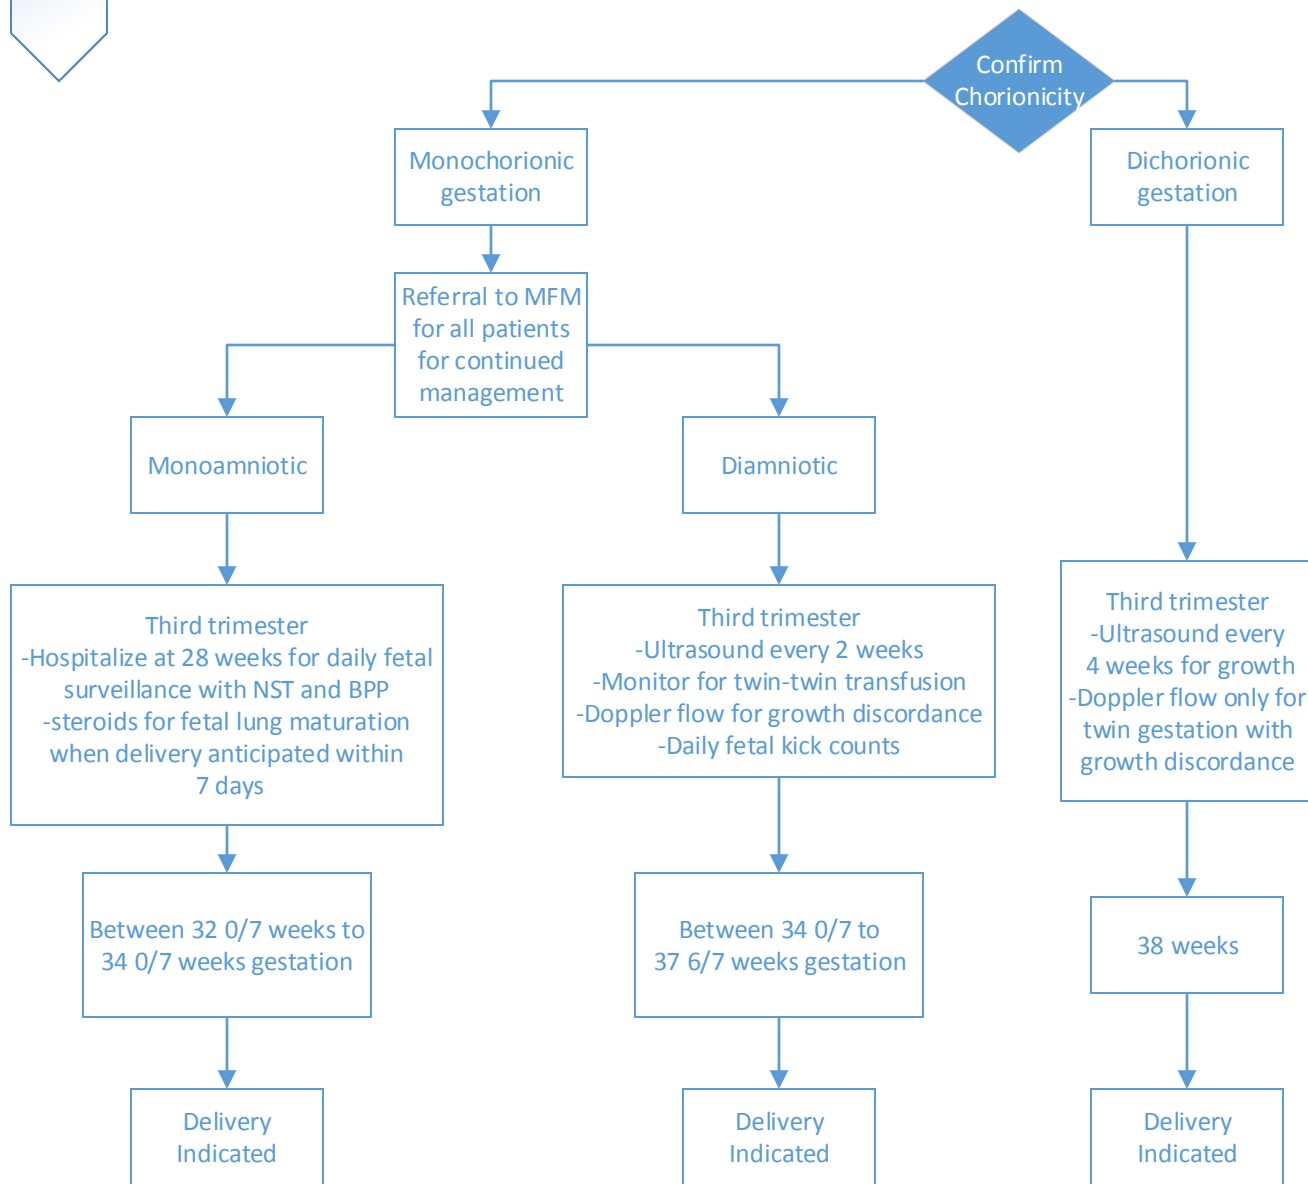 Confirm
Chorionicity
Monochorionic
gestation
Dichorionic
gestation
Referral to MFM
for all patients
for continued
management
Monoamniotic
Diamniotic
Third trimester
-Hospitalize at 28 weeks for daily fetal
surveillance with NST and BPP
-steroids for fetal lung maturation
when delivery anticipated within
7 days
Third trimester
-Ultrasound every 2 weeks
-Monitor for twin-twin transfusion
-Doppler flow for growth discordance
-Daily fetal kick counts
Third trimester
-Ultrasound every
4 weeks for growth
-Doppler flow only for
twin gestation with
growth discordance
Between 32 0/7 weeks to
34 0/7 weeks gestation
Between 34 0/7 to
37 6/7 weeks gestation
38 weeks
Delivery
Indicated
Delivery
Indicated
Delivery
Indicated